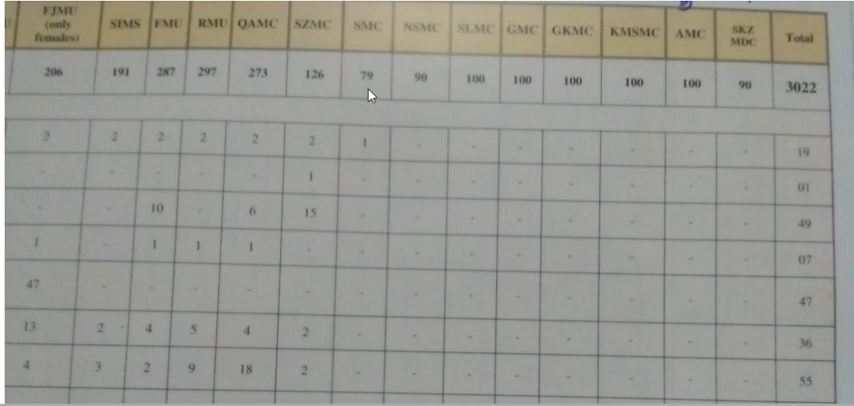 FJMU (only females) SIMS FMU RMU QAMC SZMC SMC NSMC SLMC GMC GKMC KMSMC AMC SKZ MDC Total
206 191 287 297 273 126 79 90 100 100 100 100 100 90 3022
2 2 2 2 2 2 1 - - - - - - - 19
- - - - - 1 - - - - - - - - 01
- - 10 - 6 15 - - - - - - - - 49
1 - 1 1 1 - - - - - - - - - 07
47 - - - - - - - - - - - - - 47
13 2 4 5 4 2 - - - - - - - - 36
4 3 2 9 18 2 - - - - - - - - 55